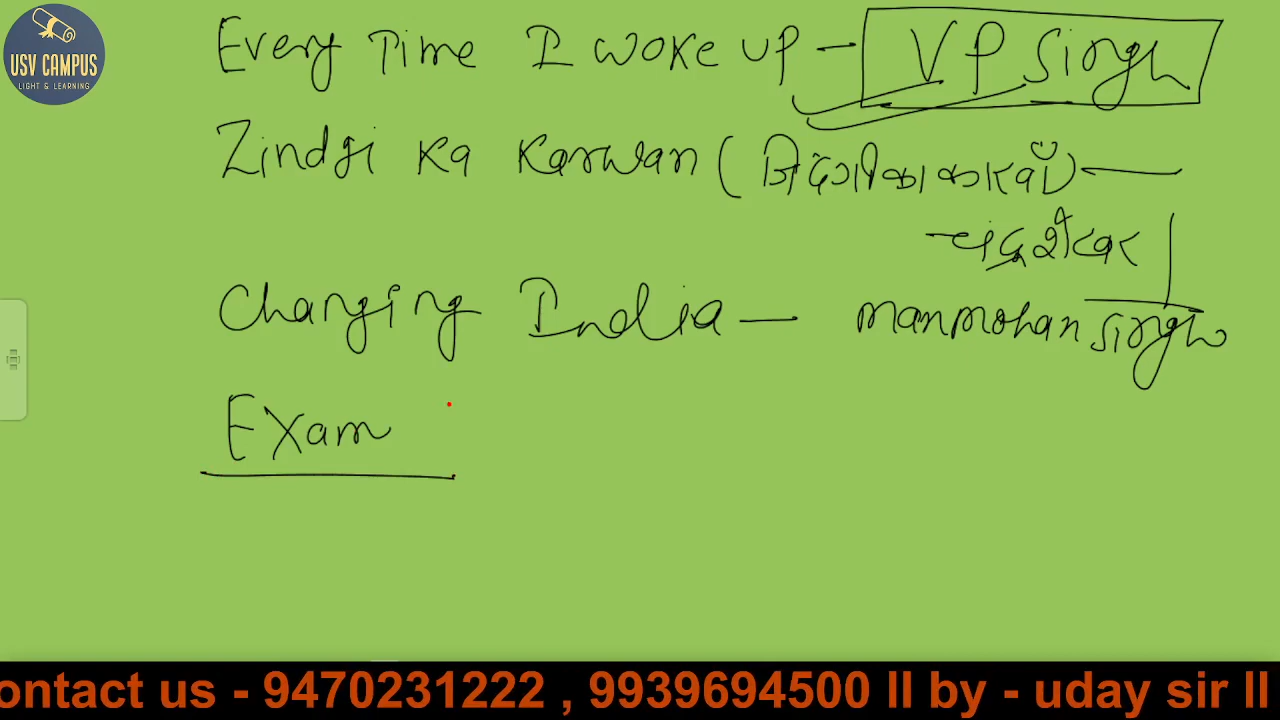 USV CAMPUS
LIGHT & LEARNING
Every Time I woke up - VP Singh
Zindgi Ka Karwan (जिंदगी का कारवाँ) —
चंद्रशेखर
Changing India - Manmohan Singh
Exam
ontact us - 9470231222 , 9939694500 ll by - uday sir ll